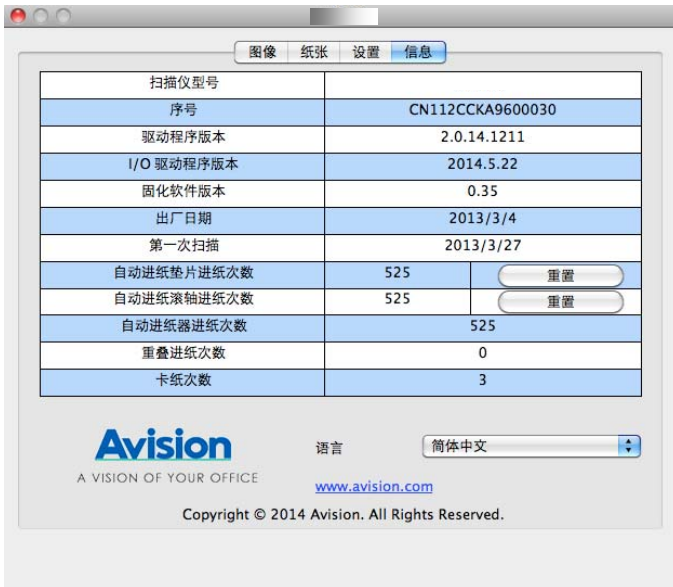 图像 纸张 设置 信息
扫描仪型号
序号 CN112CCKA9600030
驱动程序版本 2.0.14.1211
I/O 驱动程序版本 2014.5.22
固化软件版本 0.35
出厂日期 2013/3/4
第一次扫描 2013/3/27
自动进纸垫片进纸次数 525 重置
自动进纸滚轴进纸次数 525 重置
自动进纸器进纸次数 525
重叠进纸次数 0
卡纸次数 3
Avision
A VISION OF YOUR OFFICE
语言 简体中文
www.avision.com
Copyright © 2014 Avision. All Rights Reserved.